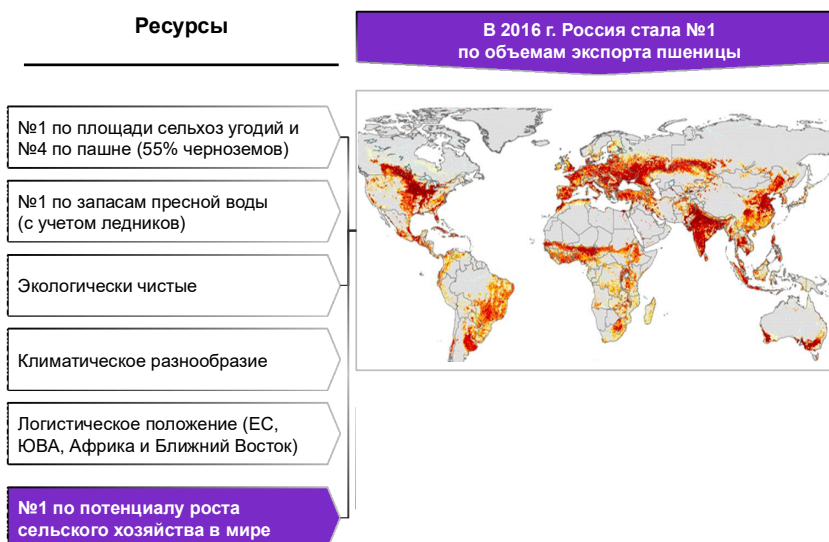 Ресурсы
В 2016 г. Россия стала №1
по объемам экспорта пшеницы
№1 по площади сельхоз угодий и
№4 по пашне (55% черноземов)
№1 по запасам пресной воды
(с учетом ледников)
Экологически чистые
Климатическое разнообразие
Логистическое положение (ЕС,
ЮВА, Африка и Ближний Восток)
№1 по потенциалу роста
сельского хозяйства в мире